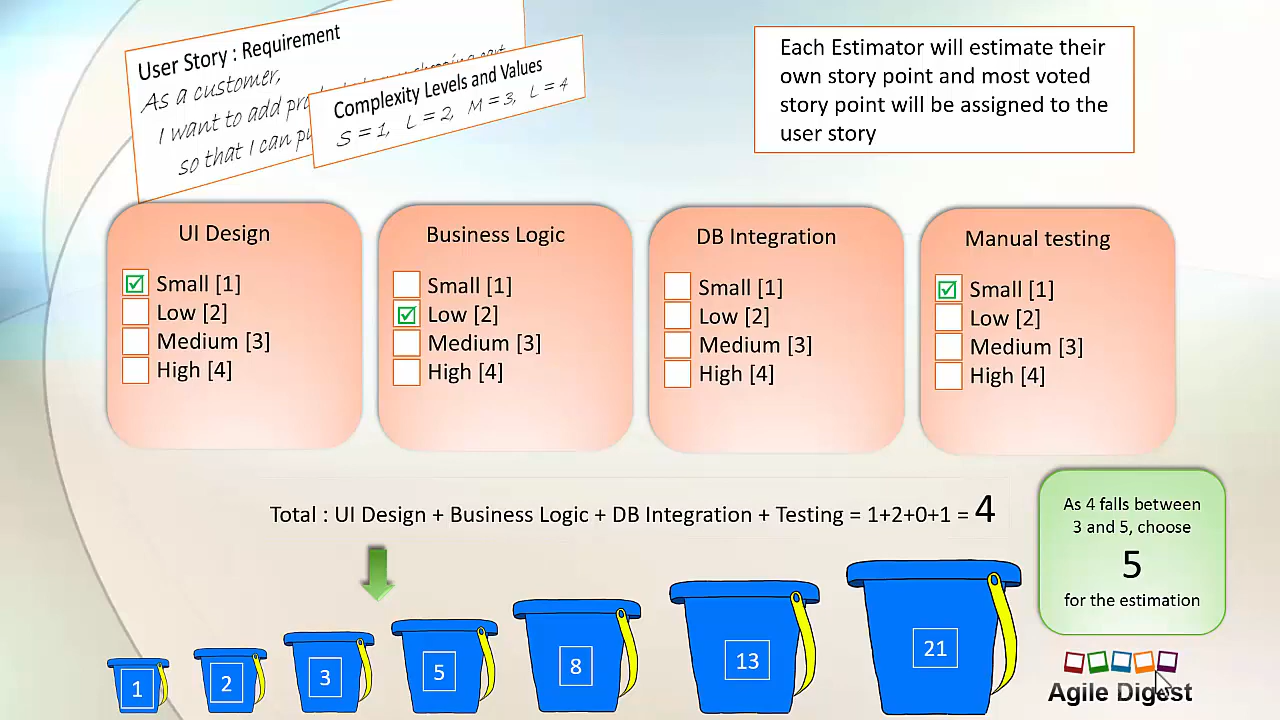 User Story : Requirement
As a customer,
I want to add
so that I can
Complexity Levels and Values
S = 1, L = 2, M = 3, L = 4
Each Estimator will estimate their
own story point and most voted
story point will be assigned to the
user story
UI Design
Small [1]
Low [2]
Medium [3]
High [4]
Business Logic
Small [1]
Low [2]
Medium [3]
High [4]
DB Integration
Small [1]
Low [2]
Medium [3]
High [4]
Manual testing
Small [1]
Low [2]
Medium [3]
High [4]
Total : UI Design + Business Logic + DB Integration + Testing = 1+2+0+1 = 4
As 4 falls between
3 and 5, choose
5
for the estimation
1
2
3
5
8
13
21
Agile Digest